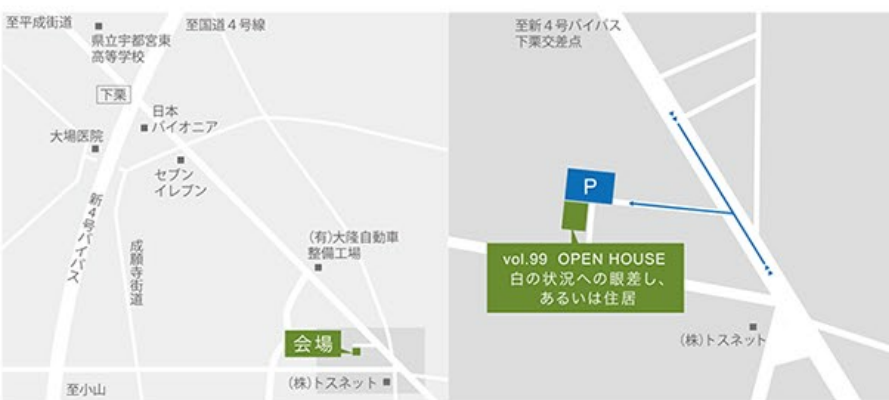 至平成街道
県立宇都宮東
高等学校
至国道4号線
下栗
日本
バイオニア
大場医院
セブン
イレブン
新4号バイパス
成願寺街道
(有)大隆自動車
整備工場
会場
(株)トスネット
至小山
至新4号バイパス
下栗交差点
P
vol.99 OPEN HOUSE
白の状況への眼差し、
あるいは住居
(株)トスネット